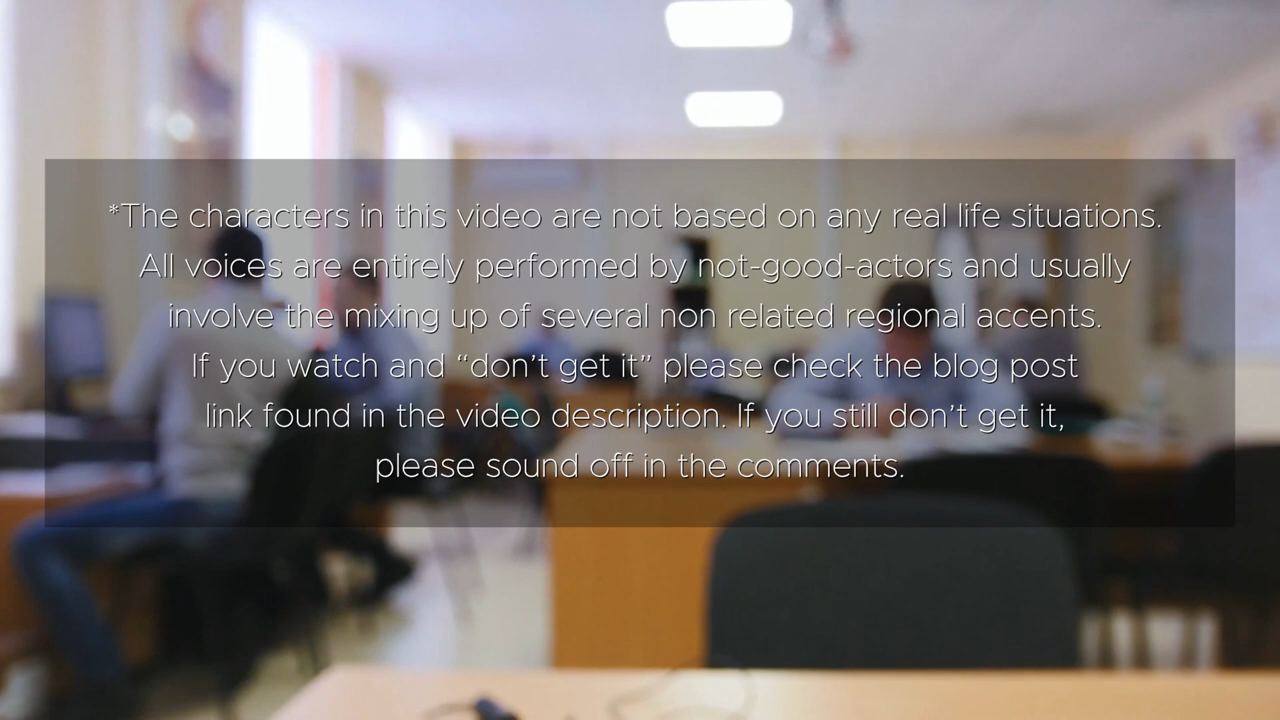 *The characters in this video are not based on any real life situations.
All voices are entirely performed by not-good-actors and usually
involve the mixing up of several non related regional accents.
If you watch and “don’t get it” please check the blog post
link found in the video description. If you still don’t get it,
please sound off in the comments.